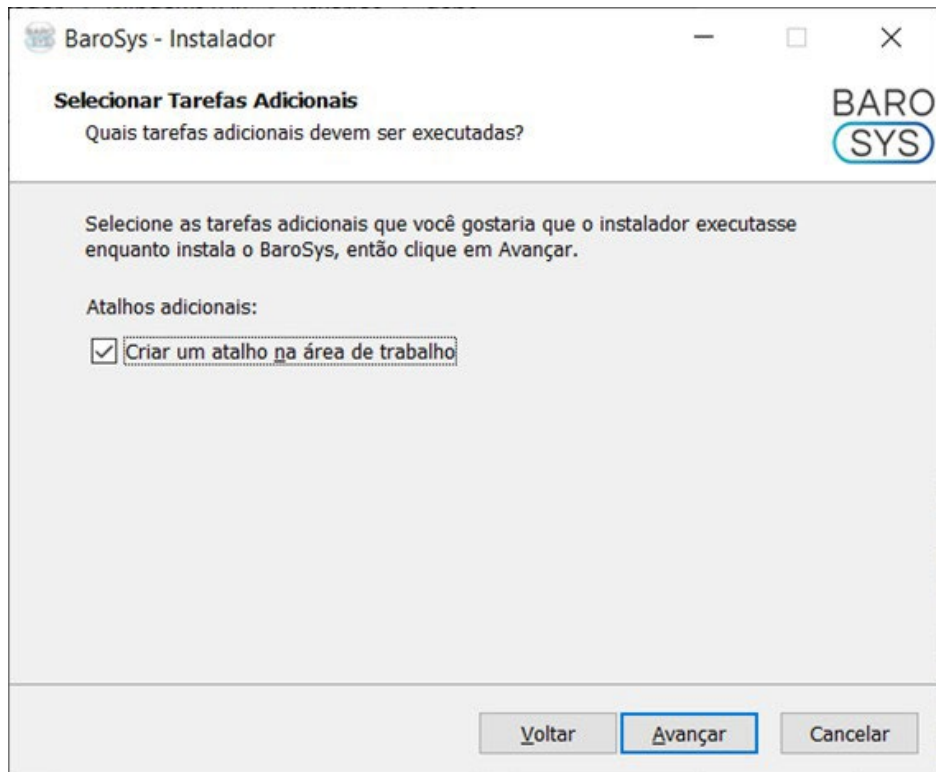 BaroSys - Instalador
Selecionar Tarefas Adicionais
Quais tarefas adicionais devem ser executadas?
BARO
SYS
Selecione as tarefas adicionais que você gostaria que o instalador executasse
enquanto instala o BaroSys, então clique em Avançar.
Atalhos adicionais:
Criar um atalho na área de trabalho
Voltar
Avançar
Cancelar